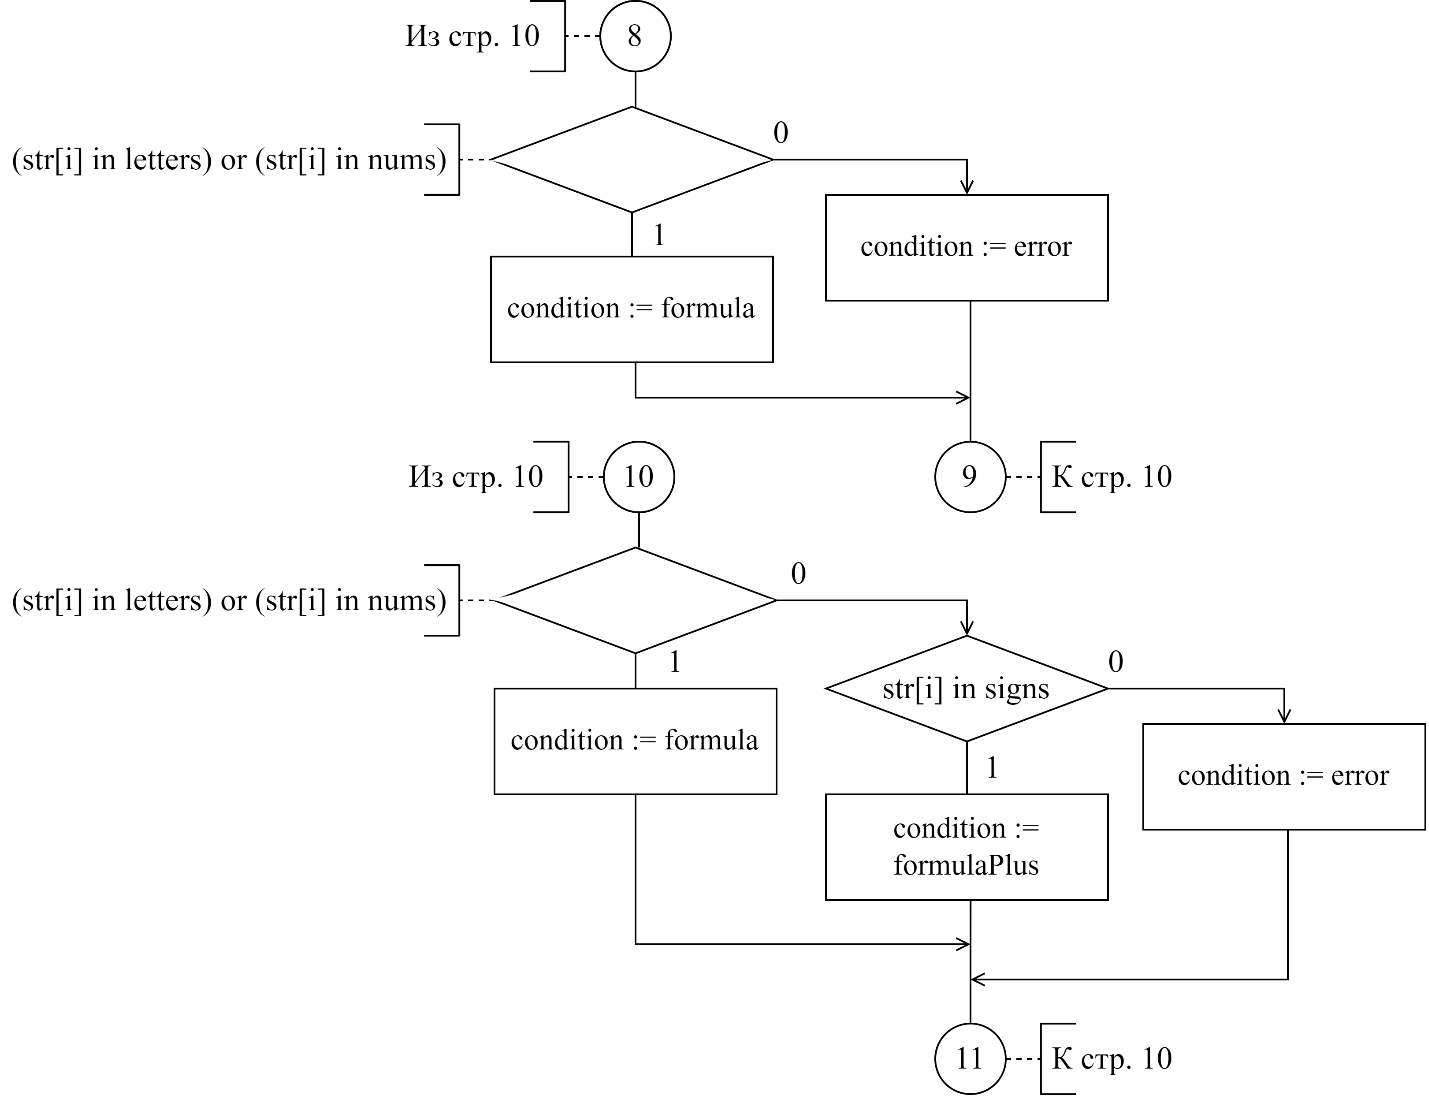 Из стр. 10
8
0
(str[i] in letters) or (str[i] in nums)
1
condition := error
condition := formula
Из стр. 10
10
9
К стр. 10
0
(str[i] in letters) or (str[i] in nums)
1
0
str[i] in signs
condition := formula
1
condition := error
condition :=
formulaPlus
11
К стр. 10